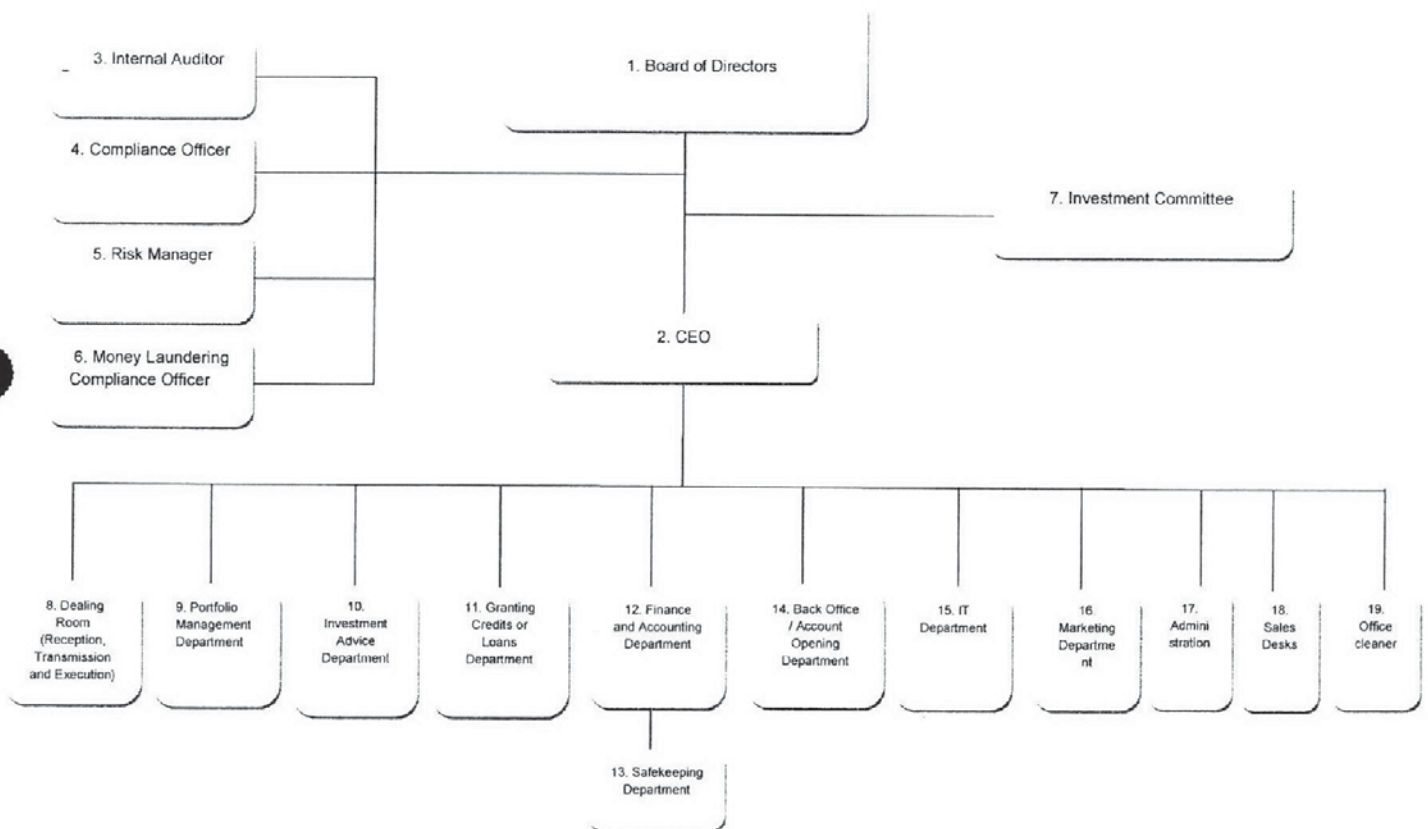 3. Internal Auditor
1. Board of Directors
4. Compliance Officer
7. Investment Committee
5. Risk Manager
2. CEO
6. Money Laundering
Compliance Officer
8. Dealing
Room
(Reception,
Transmission
and Execution)
9. Portfolio
Management
Department
10.
Investment
Advice
Department
11. Granting
Credits or
Loans
Department
12. Finance
and Accounting
Department
14. Back Office
/ Account
Opening
Department
15. IT
Department
16.
Marketing
Departme
nt
17.
Admini
stration
18.
Sales
Desks
19.
Office
cleaner
13. Safekeeping
Department